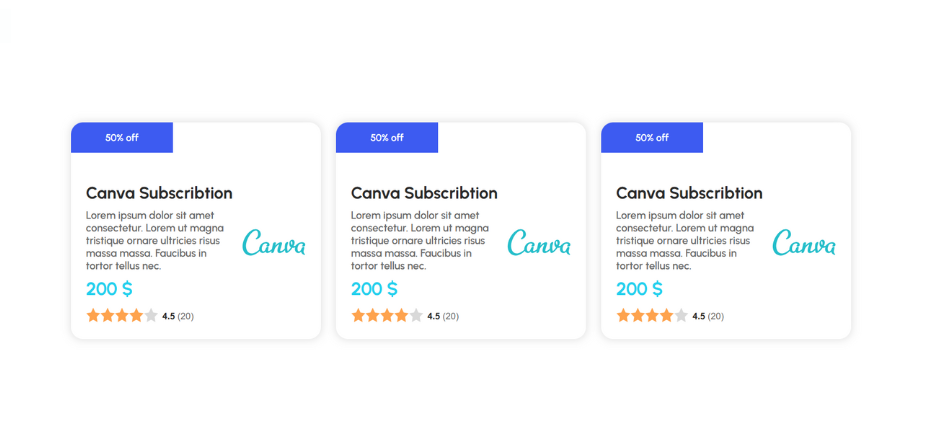 50% off
Canva Subscribtion
Lorem ipsum dolor sit amet
consectetur. Lorem ut magna
tristique ornare ultricies risus
massa massa. Faucibus in
tortor tellus nec.
Canva
200 $
4.5 (20)
50% off
Canva Subscribtion
Lorem ipsum dolor sit amet
consectetur. Lorem ut magna
tristique ornare ultricies risus
massa massa. Faucibus in
tortor tellus nec.
Canva
200 $
4.5 (20)
50% off
Canva Subscribtion
Lorem ipsum dolor sit amet
consectetur. Lorem ut magna
tristique ornare ultricies risus
massa massa. Faucibus in
tortor tellus nec.
Canva
200 $
4.5 (20)